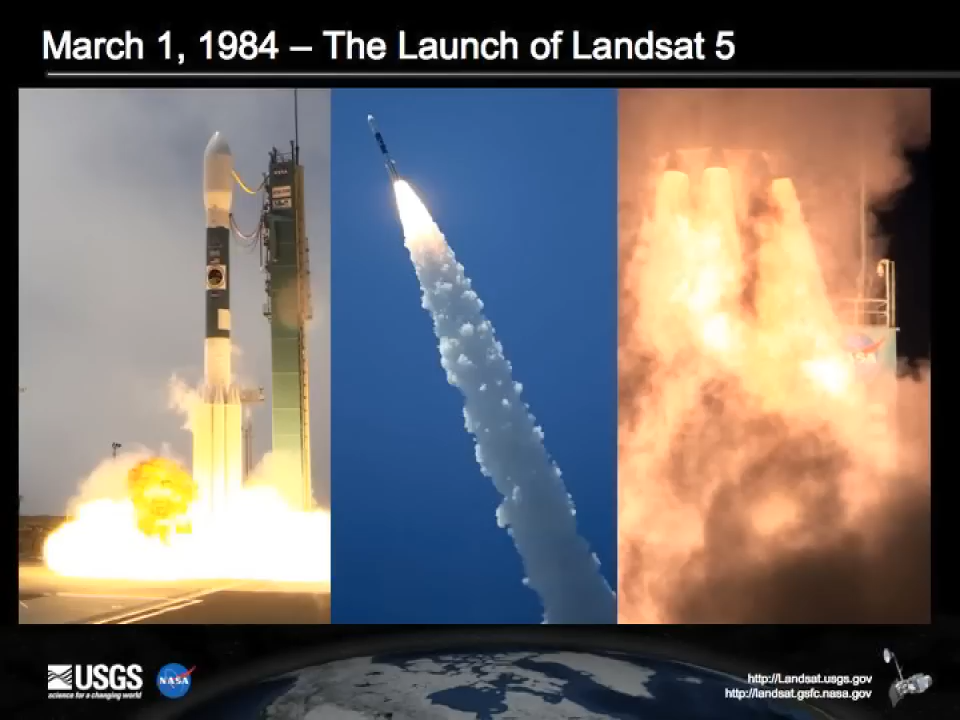 March 1, 1984 – The Launch of Landsat 5
NASA
USGS
science for a changing world
NASA
http://Landsat.usgs.gov
http://landsat.gsfc.nasa.gov